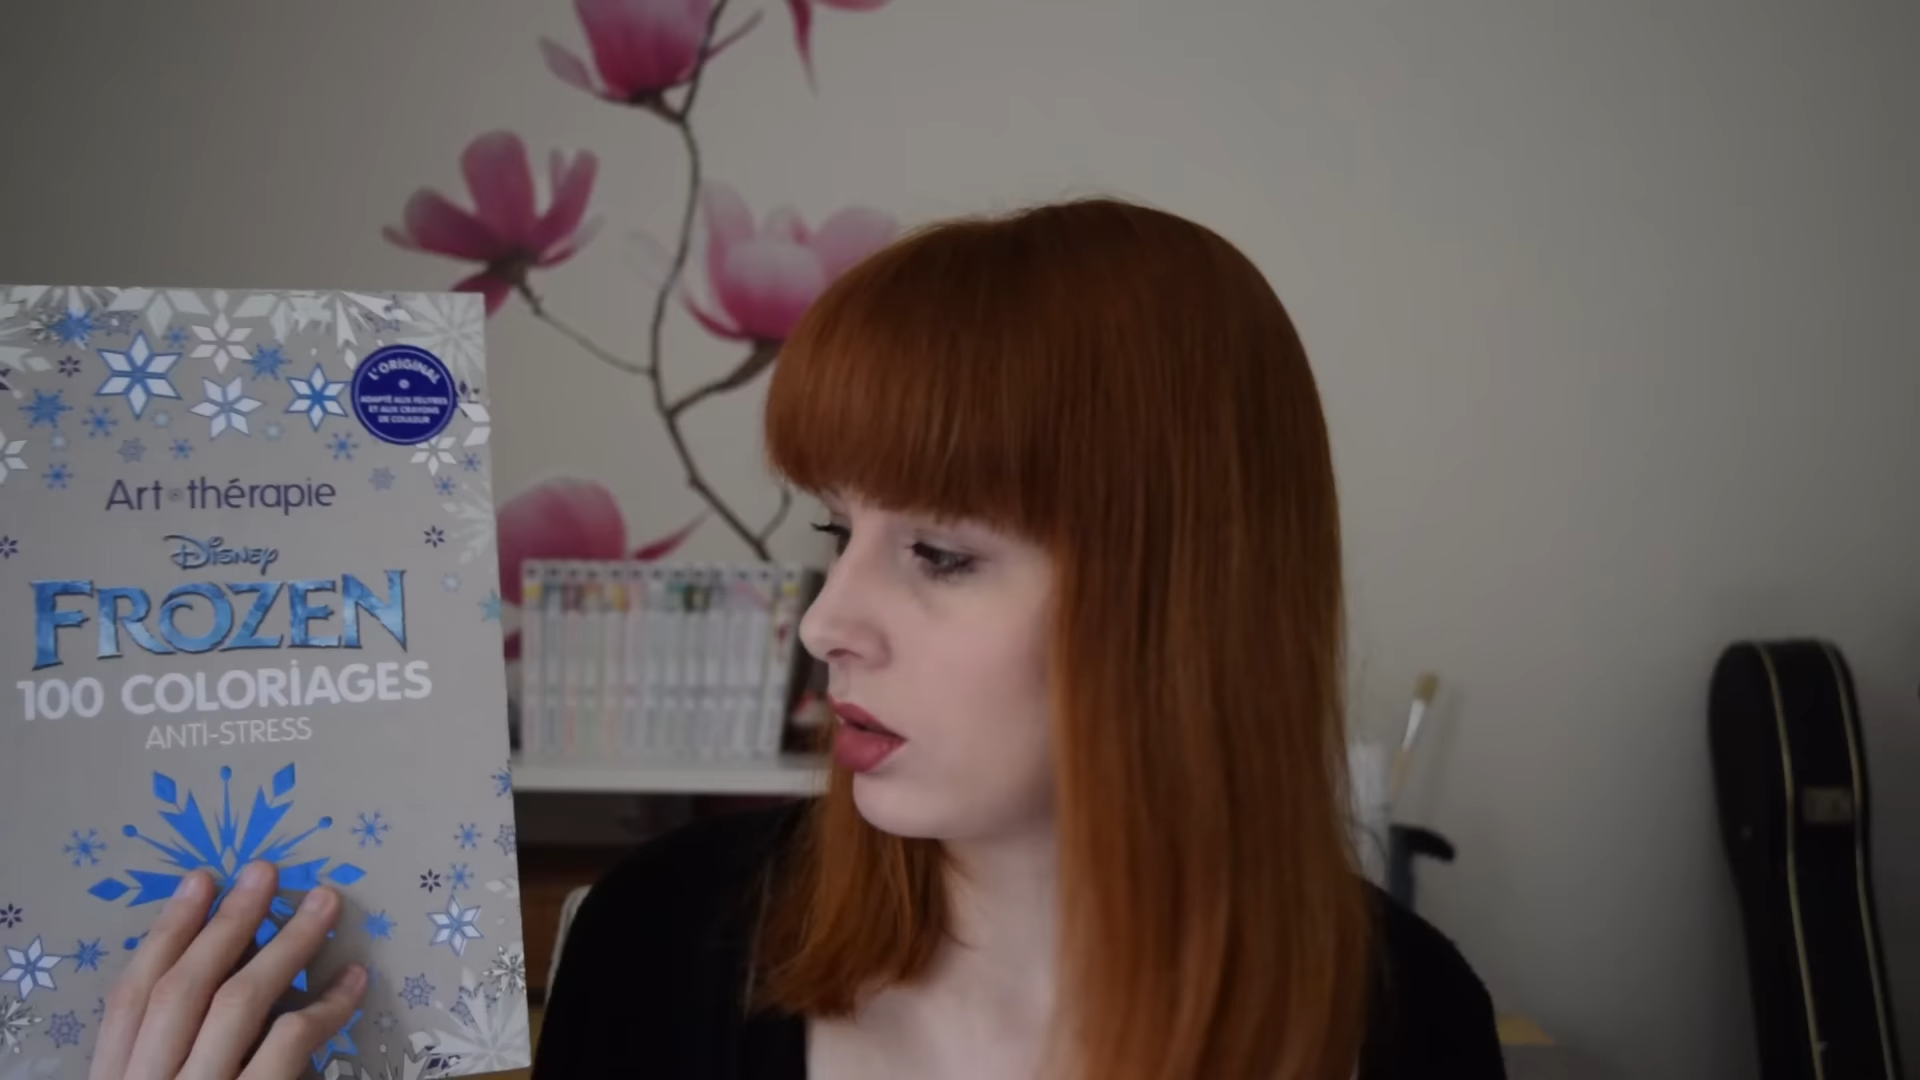 L'ORIGINAL
ADAPTÉ AUX FEUTRES
ET AUX CRAYONS
DE COULEUR
Art thérapie
Disney
FROZEN
100 COLORIAGES
ANTI-STRESS